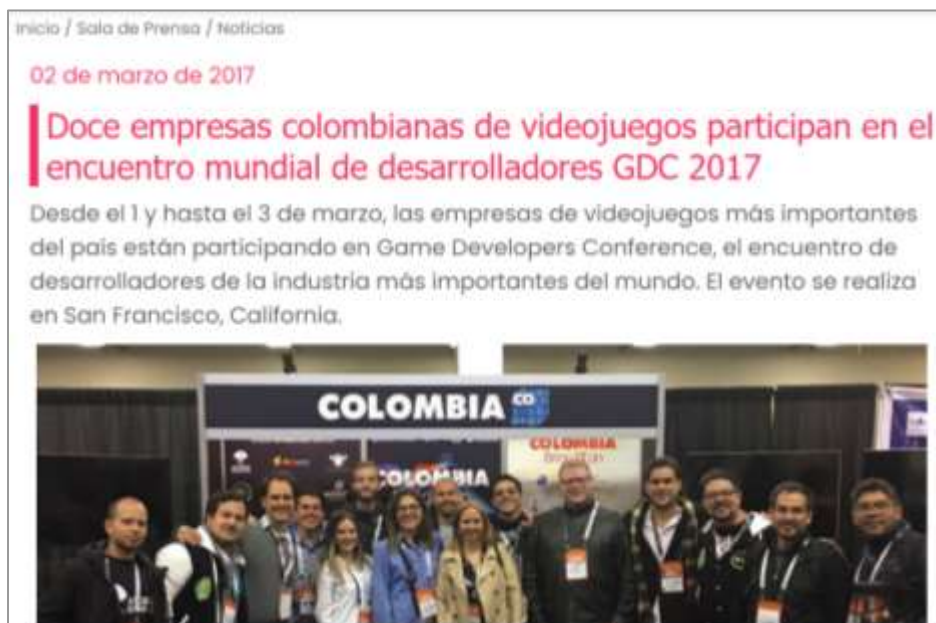 Inicio / Sala de Prensa / Noticias
02 de marzo de 2017
Doce empresas colombianas de videojuegos participan en el
encuentro mundial de desarrolladores GDC 2017
Desde el 1 y hasta el 3 de marzo, las empresas de videojuegos más importantes
del país están participando en Game Developers Conference, el encuentro de
desarrolladores de la industria más importantes del mundo. El evento se realiza
en San Francisco, California.
COLOMBIA CO
COLOMBIA
COLOMBIA